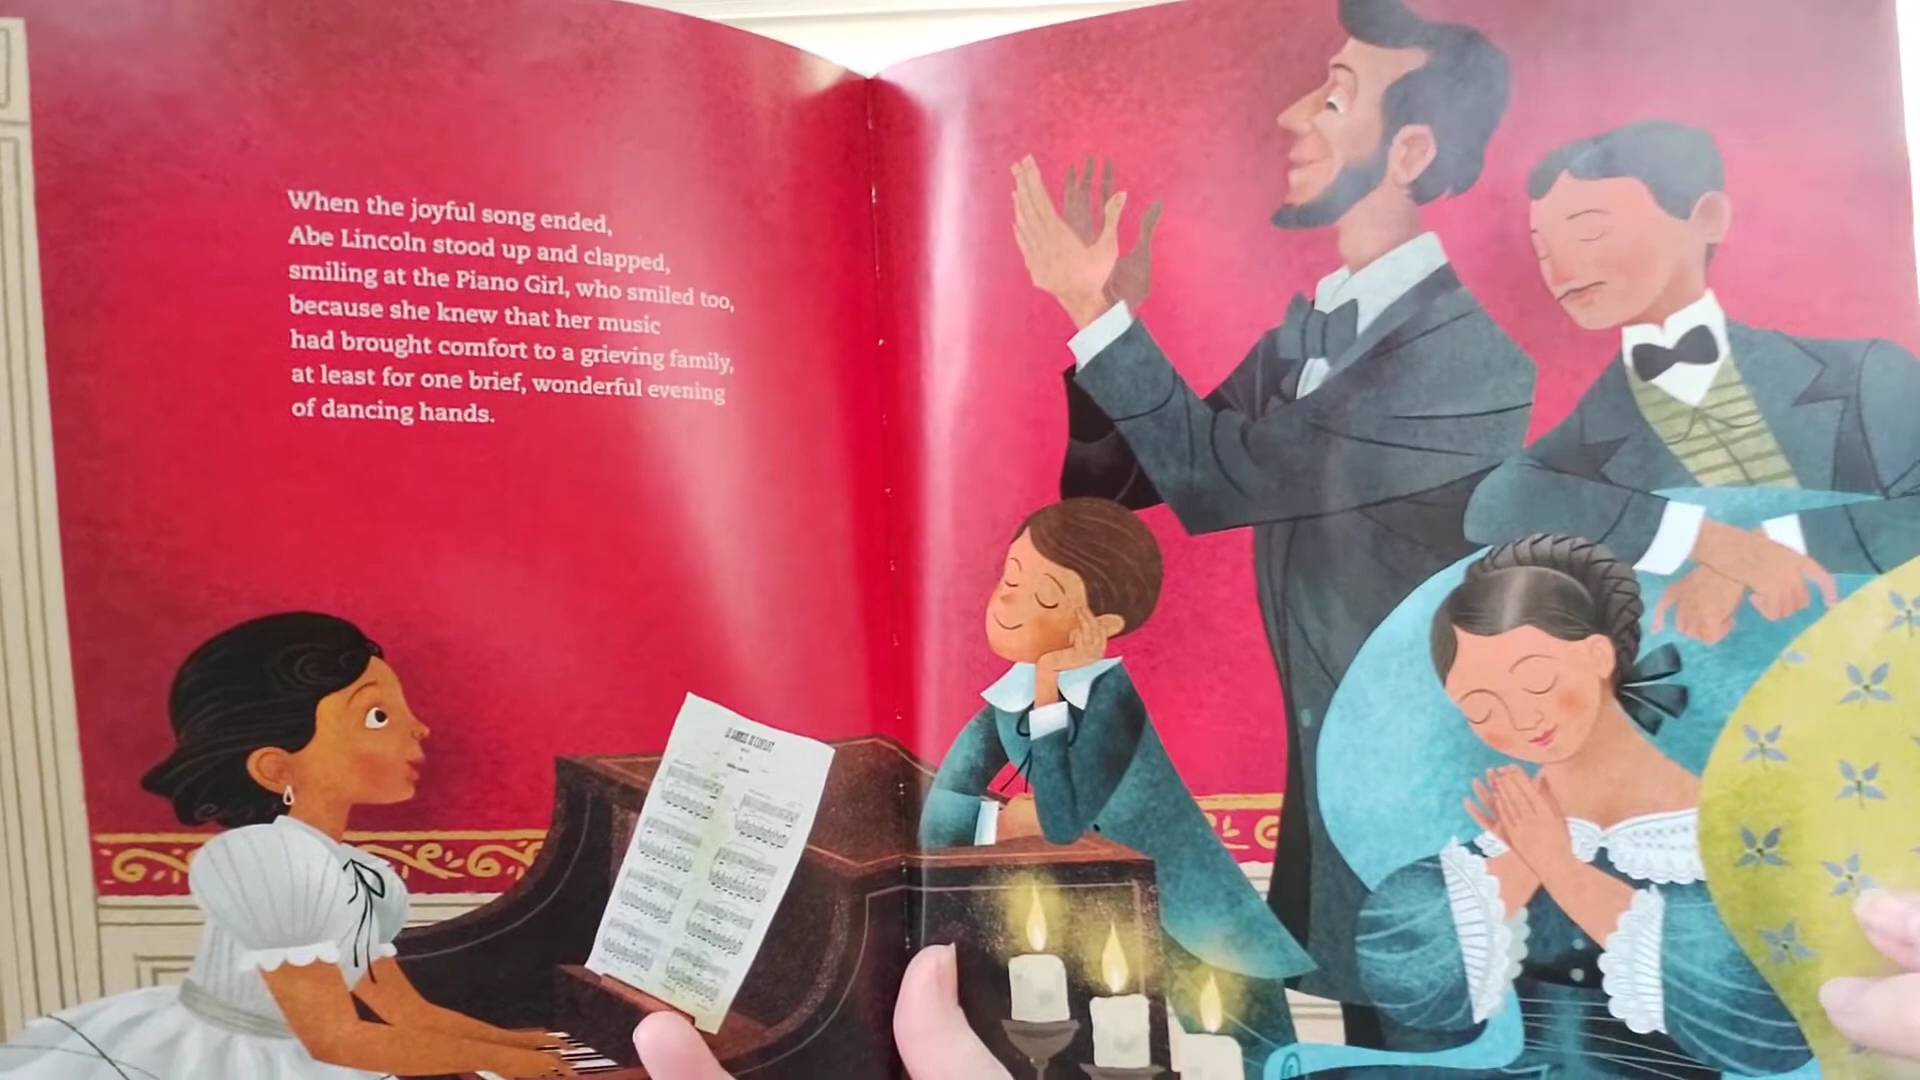 When the joyful song ended,
Abe Lincoln stood up and clapped,
smiling at the Piano Girl, who smiled too,
because she knew that her music
had brought comfort to a grieving family,
at least for one brief, wonderful evening
of dancing hands.